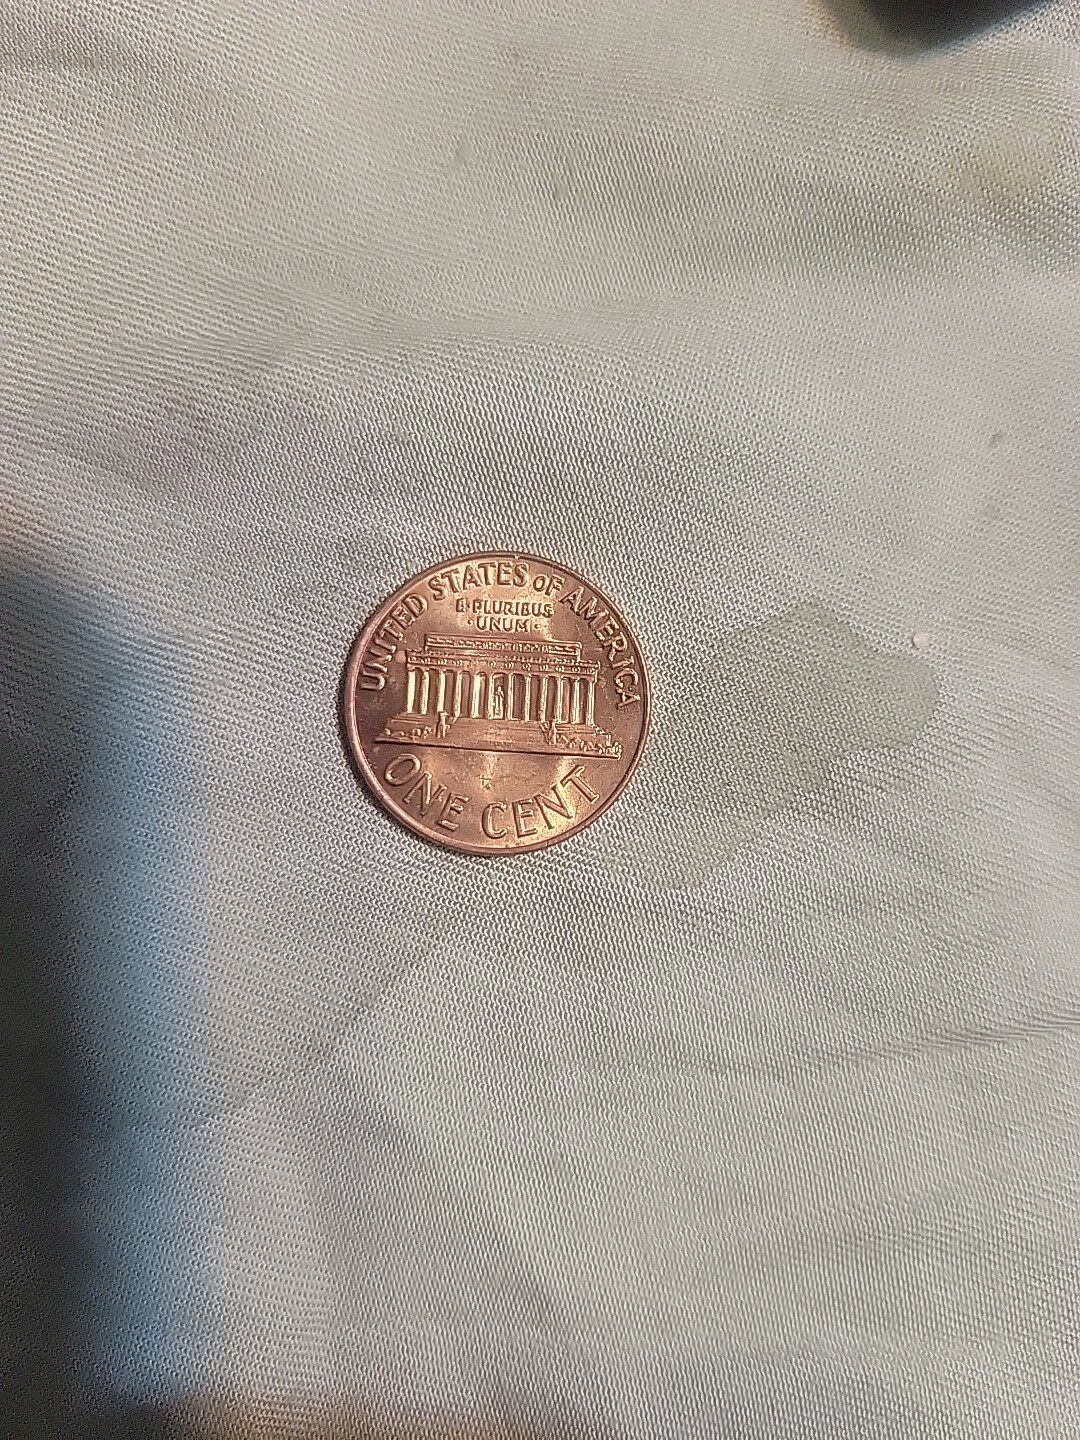 UNITED STATES OF AMERICA
E·PLURIBUS
·UNUM·
ONE CENT